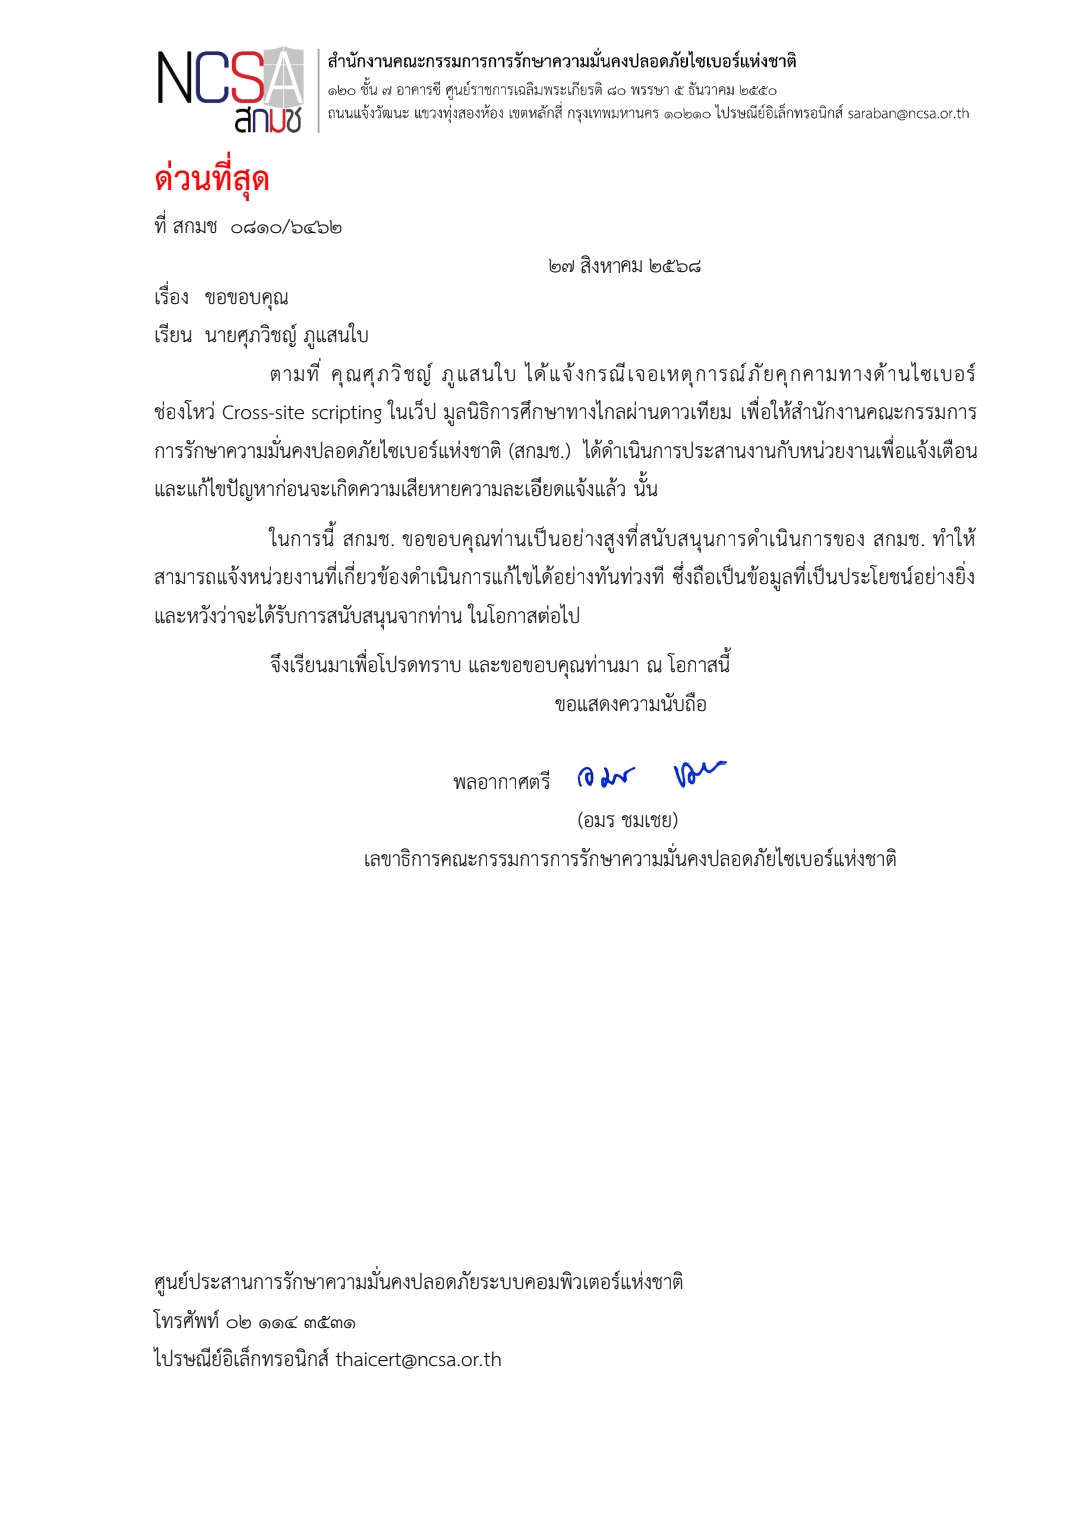 NCSA
สกมช
สำนักงานคณะกรรมการการรักษาความมั่นคงปลอดภัยไซเบอร์แห่งชาติ
๑๒๐ ชั้น ๗ อาคารซี ศูนย์ราชการเฉลิมพระเกียรติ ๘๐ พรรษา ๕ ธันวาคม ๒๕๕๐
ถนนแจ้งวัฒนะ แขวงทุ่งสองห้อง เขตหลักสี่ กรุงเทพมหานคร ๑๐๒๑๐ ไปรษณีย์อิเล็กทรอนิกส์ saraban@ncsa.or.th
ด่วนที่สุด
ที่ สกมช ๐๘๑๐/๖๔๖๒
๒๗ สิงหาคม ๒๕๖๘
เรื่อง ขอขอบคุณ
เรียน นายศุภวิชญ์ ภูแสนใบ
ตามที่ คุณศุภวิชญ์ ภูแสนใบ ได้แจ้งกรณีเจอเหตุการณ์ภัยคุกคามทางด้านไซเบอร์
ช่องโหว่ Cross-site scripting ในเว็ป มูลนิธิการศึกษาทางไกลผ่านดาวเทียม เพื่อให้สำนักงานคณะกรรมการ
การรักษาความมั่นคงปลอดภัยไซเบอร์แห่งชาติ (สกมช.) ได้ดำเนินการประสานงานกับหน่วยงานเพื่อแจ้งเตือน
และแก้ไขปัญหาก่อนจะเกิดความเสียหายความละเอียดแจ้งแล้ว นั้น
ในการนี้ สกมช. ขอขอบคุณท่านเป็นอย่างสูงที่สนับสนุนการดำเนินการของ สกมช. ทำให้
สามารถแจ้งหน่วยงานที่เกี่ยวข้องดำเนินการแก้ไขได้อย่างทันท่วงที ซึ่งถือเป็นข้อมูลที่เป็นประโยชน์อย่างยิ่ง
และหวังว่าจะได้รับการสนับสนุนจากท่าน ในโอกาสต่อไป
จึงเรียนมาเพื่อโปรดทราบ และขอขอบคุณท่านมา ณ โอกาสนี้
ขอแสดงความนับถือ
พลอากาศตรี
(อมร ชมเชย)
เลขาธิการคณะกรรมการการรักษาความมั่นคงปลอดภัยไซเบอร์แห่งชาติ
ศูนย์ประสานการรักษาความมั่นคงปลอดภัยระบบคอมพิวเตอร์แห่งชาติ
โทรศัพท์ ๐๒ ๑๑๔ ๓๕๓๑
ไปรษณีย์อิเล็กทรอนิกส์ thaicert@ncsa.or.th